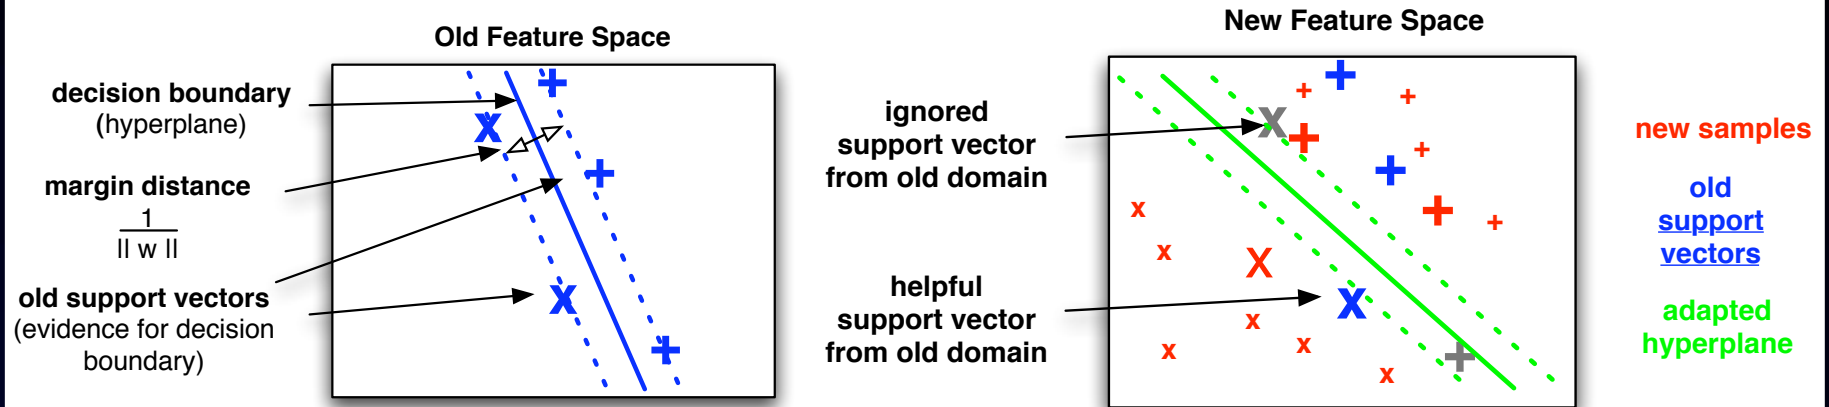 Old Feature Space
decision boundary
(hyperplane)
margin distance
1
|| w ||
old support vectors
(evidence for decision
boundary)
New Feature Space
ignored
support vector
from old domain
helpful
support vector
from old domain
new samples
old
support
vectors
adapted
hyperplane